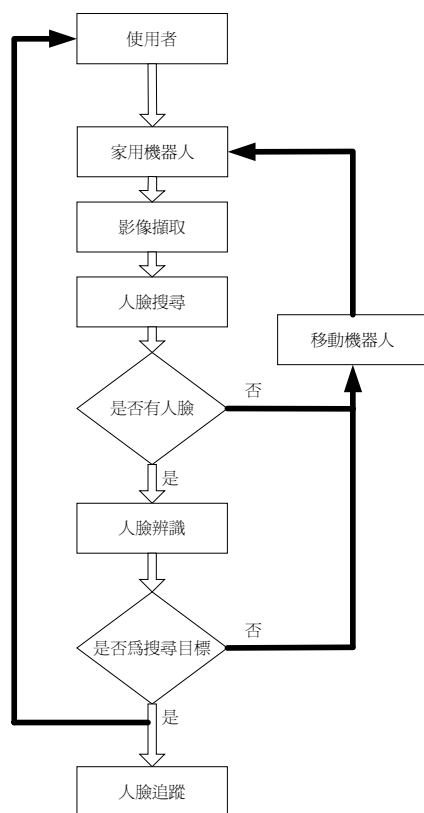 使用者
家用機器人
影像擷取
人臉搜尋
移動機器人
是否有人臉
否
是
人臉辨識
是否為搜尋目標
否
是
人臉追蹤